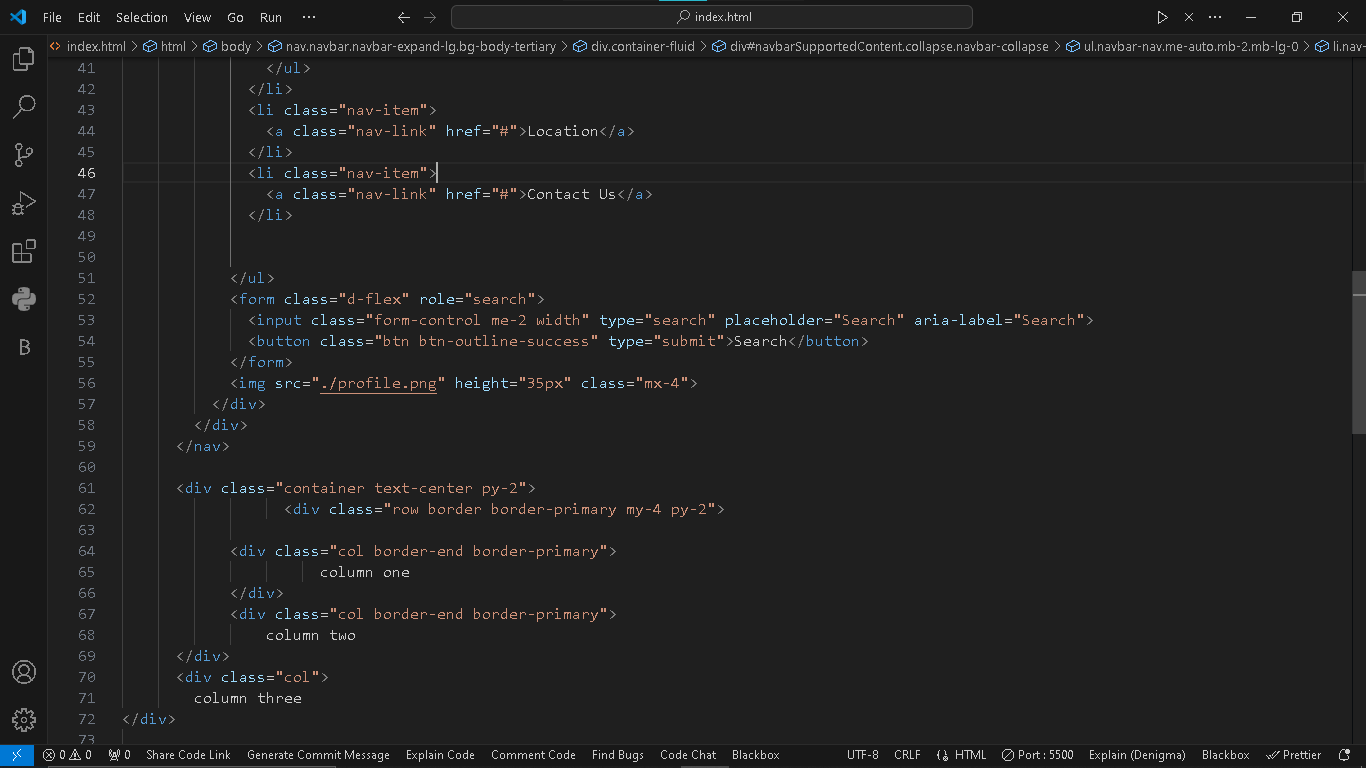 File Edit Selection View Go Run ··· index.html
index.html > html > body > nav.navbar.navbar-expand-lg.bg-body-tertiary > div.container-fluid > div#navbarSupportedContent.collapse.navbar-collapse > ul.navbar-nav.me-auto.mb-2.mb-lg-0 > li.nav-
41 </ul>
42 </li>
43 <li class="nav-item">
44 <a class="nav-link" href="#">Location</a>
45 </li>
46 <li class="nav-item">
47 <a class="nav-link" href="#">Contact Us</a>
48 </li>
49
50
51 </ul>
52 <form class="d-flex" role="search">
53 <input class="form-control me-2 width" type="search" placeholder="Search" aria-label="Search">
54 <button class="btn btn-outline-success" type="submit">Search</button>
55 </form>
56 <img src="./profile.png" height="35px" class="mx-4">
57 </div>
58 </div>
59 </nav>
60
61 <div class="container text-center py-2">
62 <div class="row border border-primary my-4 py-2">
63
64 <div class="col border-end border-primary">
65 column one
66 </div>
67 <div class="col border-end border-primary">
68 column two
69 </div>
70 <div class="col">
71 column three
72 </div>
73
B
0 0 0 Share Code Link Generate Commit Message Explain Code Comment Code Find Bugs Code Chat Blackbox UTF-8 CRLF {} HTML Port : 5500 Explain (Denigma) Blackbox Prettier